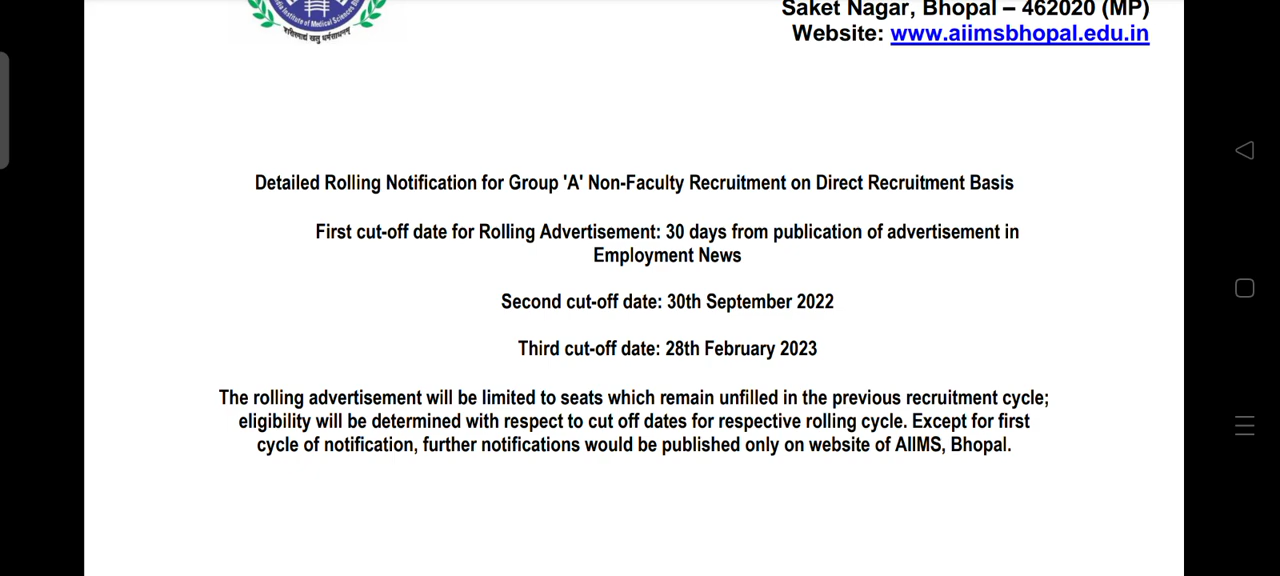 Saket Nagar, Bhopal – 462020 (MP)
Institute of Medical Sciences
Website: www.aiimsbhopal.edu.in
Detailed Rolling Notification for Group 'A' Non-Faculty Recruitment on Direct Recruitment Basis
First cut-off date for Rolling Advertisement: 30 days from publication of advertisement in
Employment News
Second cut-off date: 30th September 2022
Third cut-off date: 28th February 2023
The rolling advertisement will be limited to seats which remain unfilled in the previous recruitment cycle;
eligibility will be determined with respect to cut off dates for respective rolling cycle. Except for first
cycle of notification, further notifications would be published only on website of AIIMS, Bhopal.